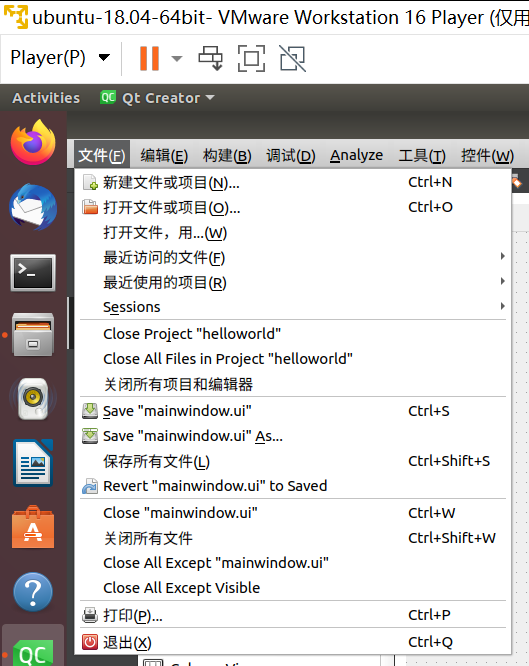 ubuntu-18.04-64bit- VMware Workstation 16 Player (仅用
Player(P)
Activities QC Qt Creator
文件(F) 编辑(E) 构建(B) 调试(D) Analyze 工具(T) 控件(W)
新建文件或项目(N)... Ctrl+N
打开文件或项目(O)... Ctrl+O
打开文件，用...(W)
最近访问的文件(F)
最近使用的项目(R)
Sessions
Close Project "helloworld"
Close All Files in Project "helloworld"
关闭所有项目和编辑器
Save "mainwindow.ui" Ctrl+S
Save "mainwindow.ui" As...
保存所有文件(L) Ctrl+Shift+S
Revert "mainwindow.ui" to Saved
Close "mainwindow.ui" Ctrl+W
关闭所有文件 Ctrl+Shift+W
Close All Except "mainwindow.ui"
Close All Except Visible
打印(P)... Ctrl+P
退出(X) Ctrl+Q
QC